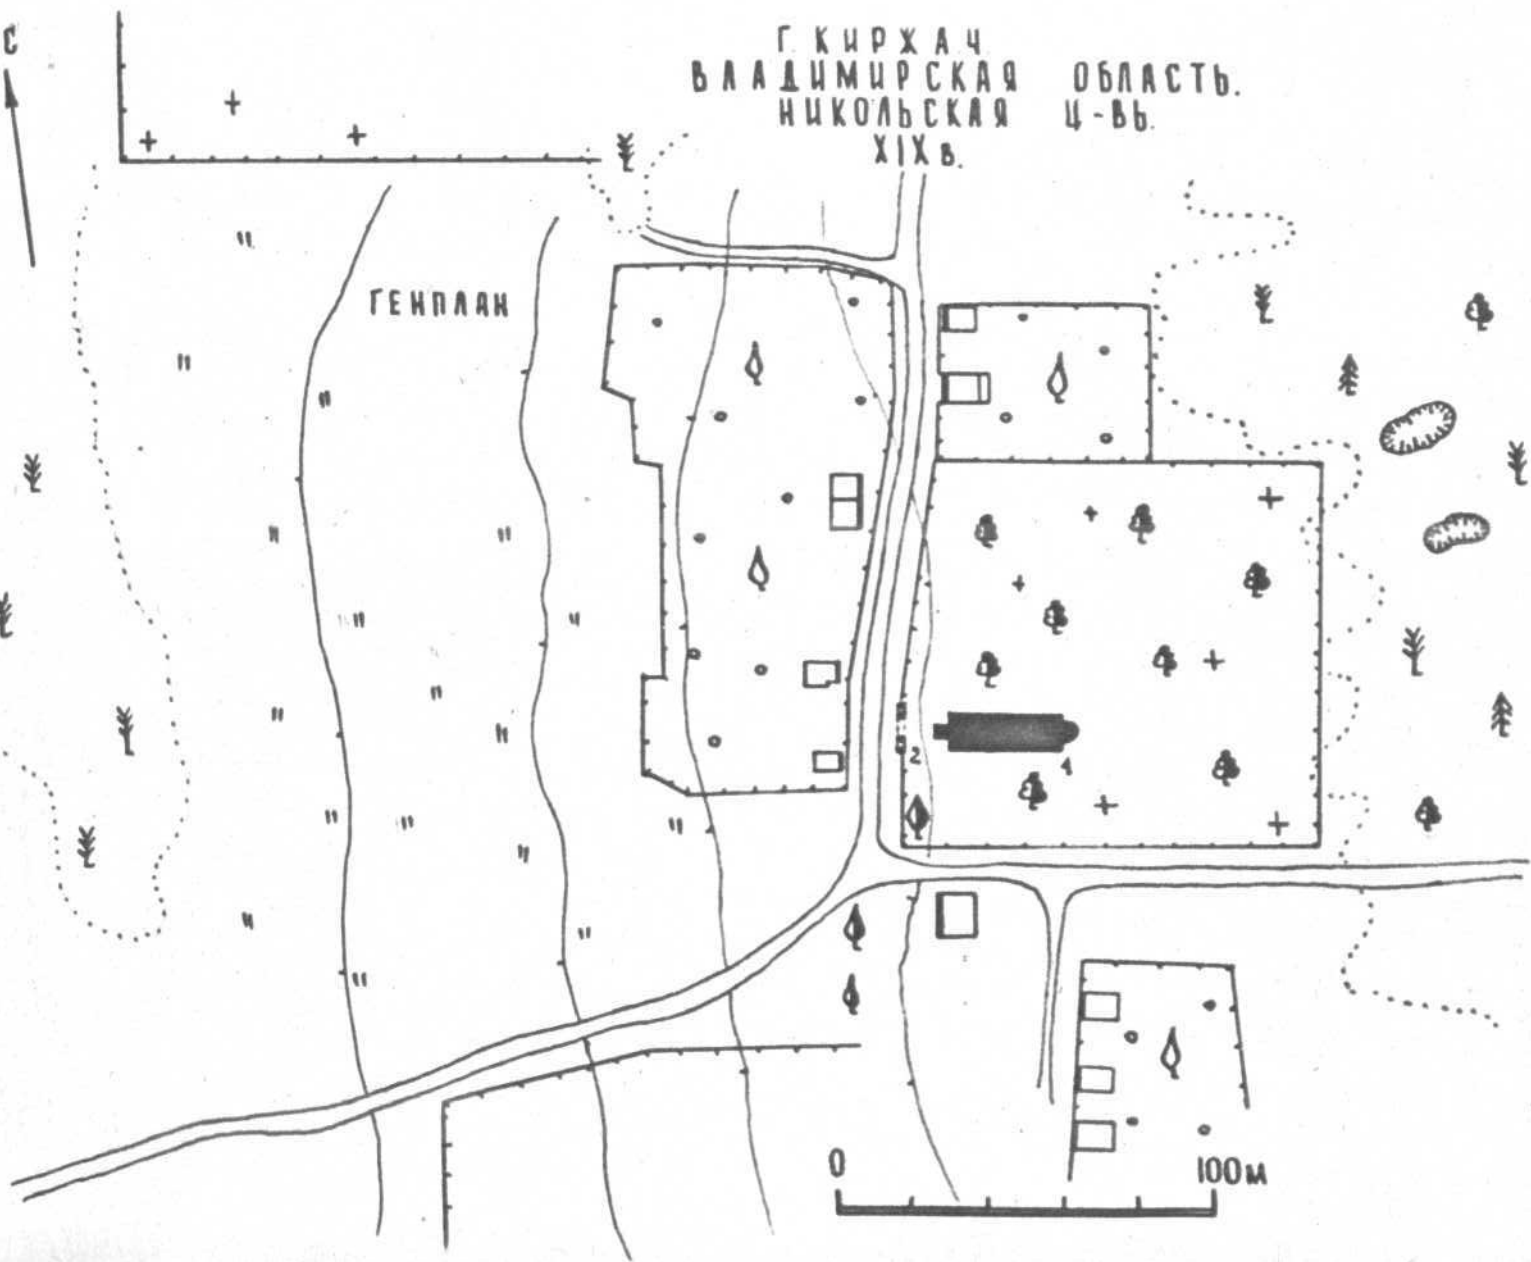 С
Г. КИРЖАЧ
ВЛАДИМИРСКАЯ ОБЛАСТЬ.
НИКОЛЬСКАЯ Ц-ВЬ.
XIX в.
ГЕНПЛАН
2
1
0 100м